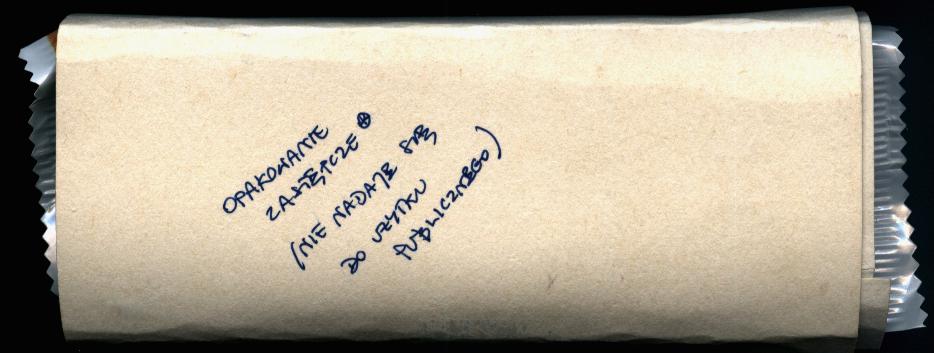 OPAKOWANIE
ZASTĘPCZE ⊕
(NIE NADAJE SIĘ
DO UŻYTKU
PUBLICZNEGO)